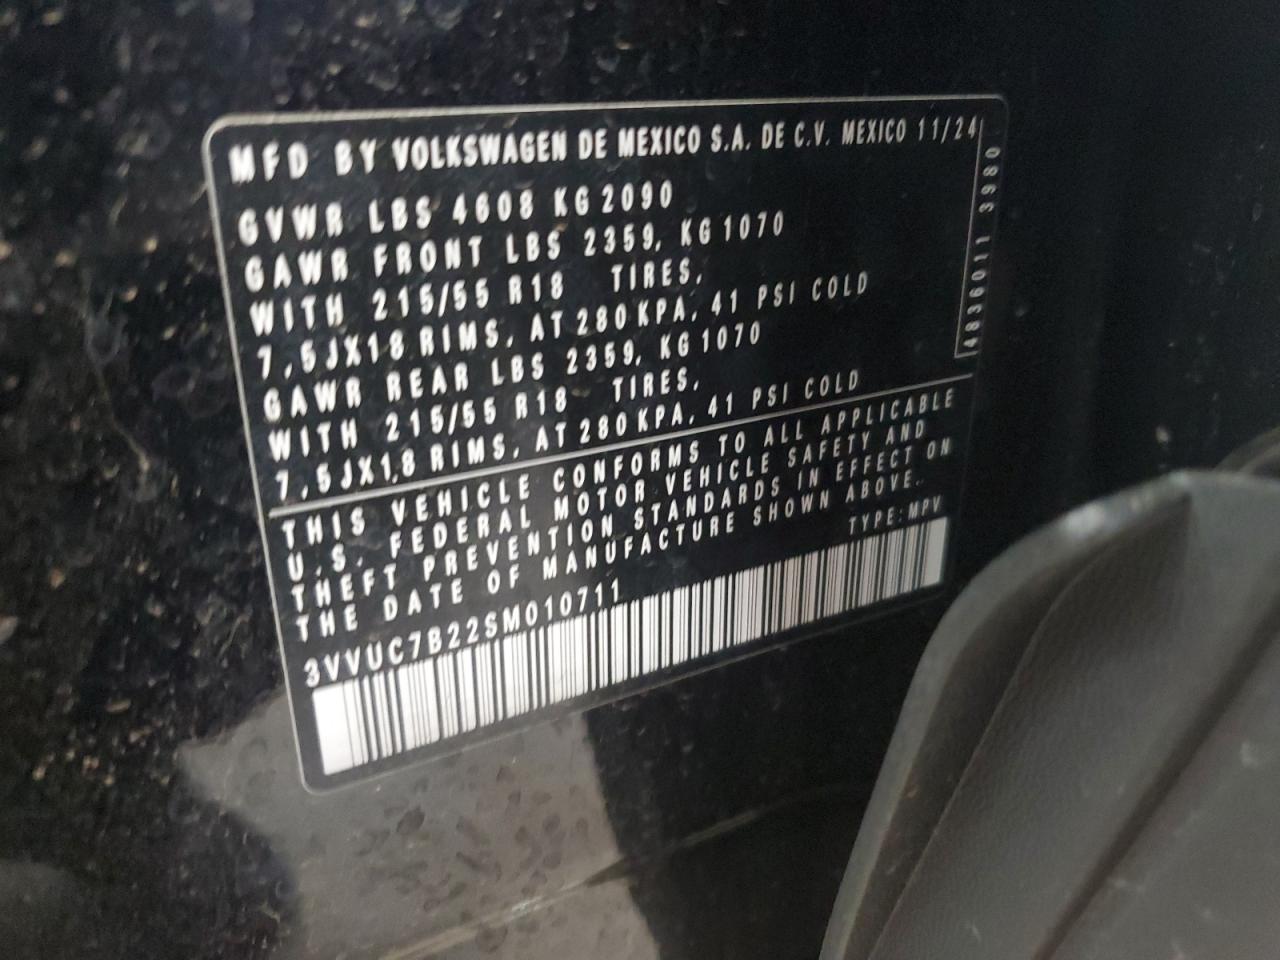 MFD BY VOLKSWAGEN DE MEXICO S.A. DE C.V. MEXICO 11/24
GVWR LBS 4608 KG 2090
GAWR FRONT LBS 2359, KG 1070
WITH 215/55 R18 TIRES,
7,5JX18 RIMS, AT 280 KPA, 41 PSI COLD
GAWR REAR LBS 2359, KG 1070
WITH 215/55 R18 TIRES,
7,5JX18 RIMS, AT 280 KPA, 41 PSI COLD
4836011 3980
THIS VEHICLE CONFORMS TO ALL APPLICABLE
U.S. FEDERAL MOTOR VEHICLE SAFETY AND
THEFT PREVENTION STANDARDS IN EFFECT ON
THE DATE OF MANUFACTURE SHOWN ABOVE.
3VVUC7B22SM010711 TYPE:MPV